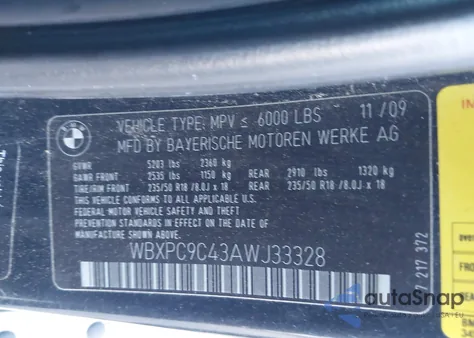 VEHICLE TYPE: MPV ≤ 6000 LBS 11/09
MFD BY BAYERISCHE MOTOREN WERKE AG
GVWR 5203 lbs 2360 kg
GAWR FRONT 2535 lbs 1150 kg REAR 2910 lbs 1320 kg
TIRE/RIM FRONT 235/50 R18 /8.0J x 18 REAR 235/50 R18 /8.0J x 18
THIS VEHICLE CONFORMS TO ALL APPLICABLE
FEDERAL MOTOR VEHICLE SAFETY AND THEFT
PREVENTION STANDARDS IN EFFECT ON THE
DATE OF MANUFACTURE SHOWN ABOVE.
WBXPC9C43AWJ33328
7 217 372
BMW
autoSnap
FRO